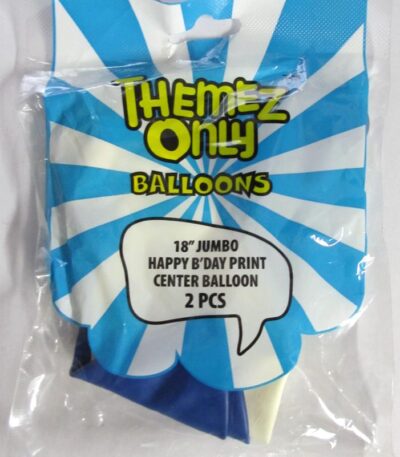 THEMEZ
ONLY
BALLOONS
18" JUMBO
HAPPY B'DAY PRINT
CENTER BALLOON
2 PCS